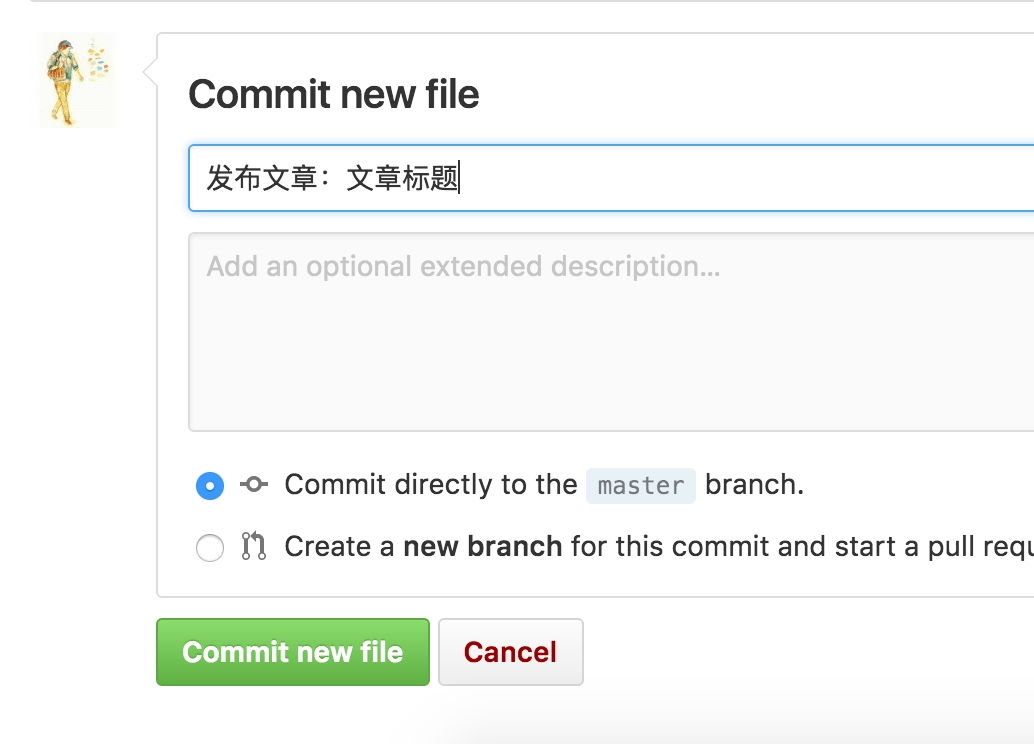 Commit new file
发布文章：文章标题
Add an optional extended description...
Commit directly to the master branch.
Create a new branch for this commit and start a pull requ
Commit new file
Cancel